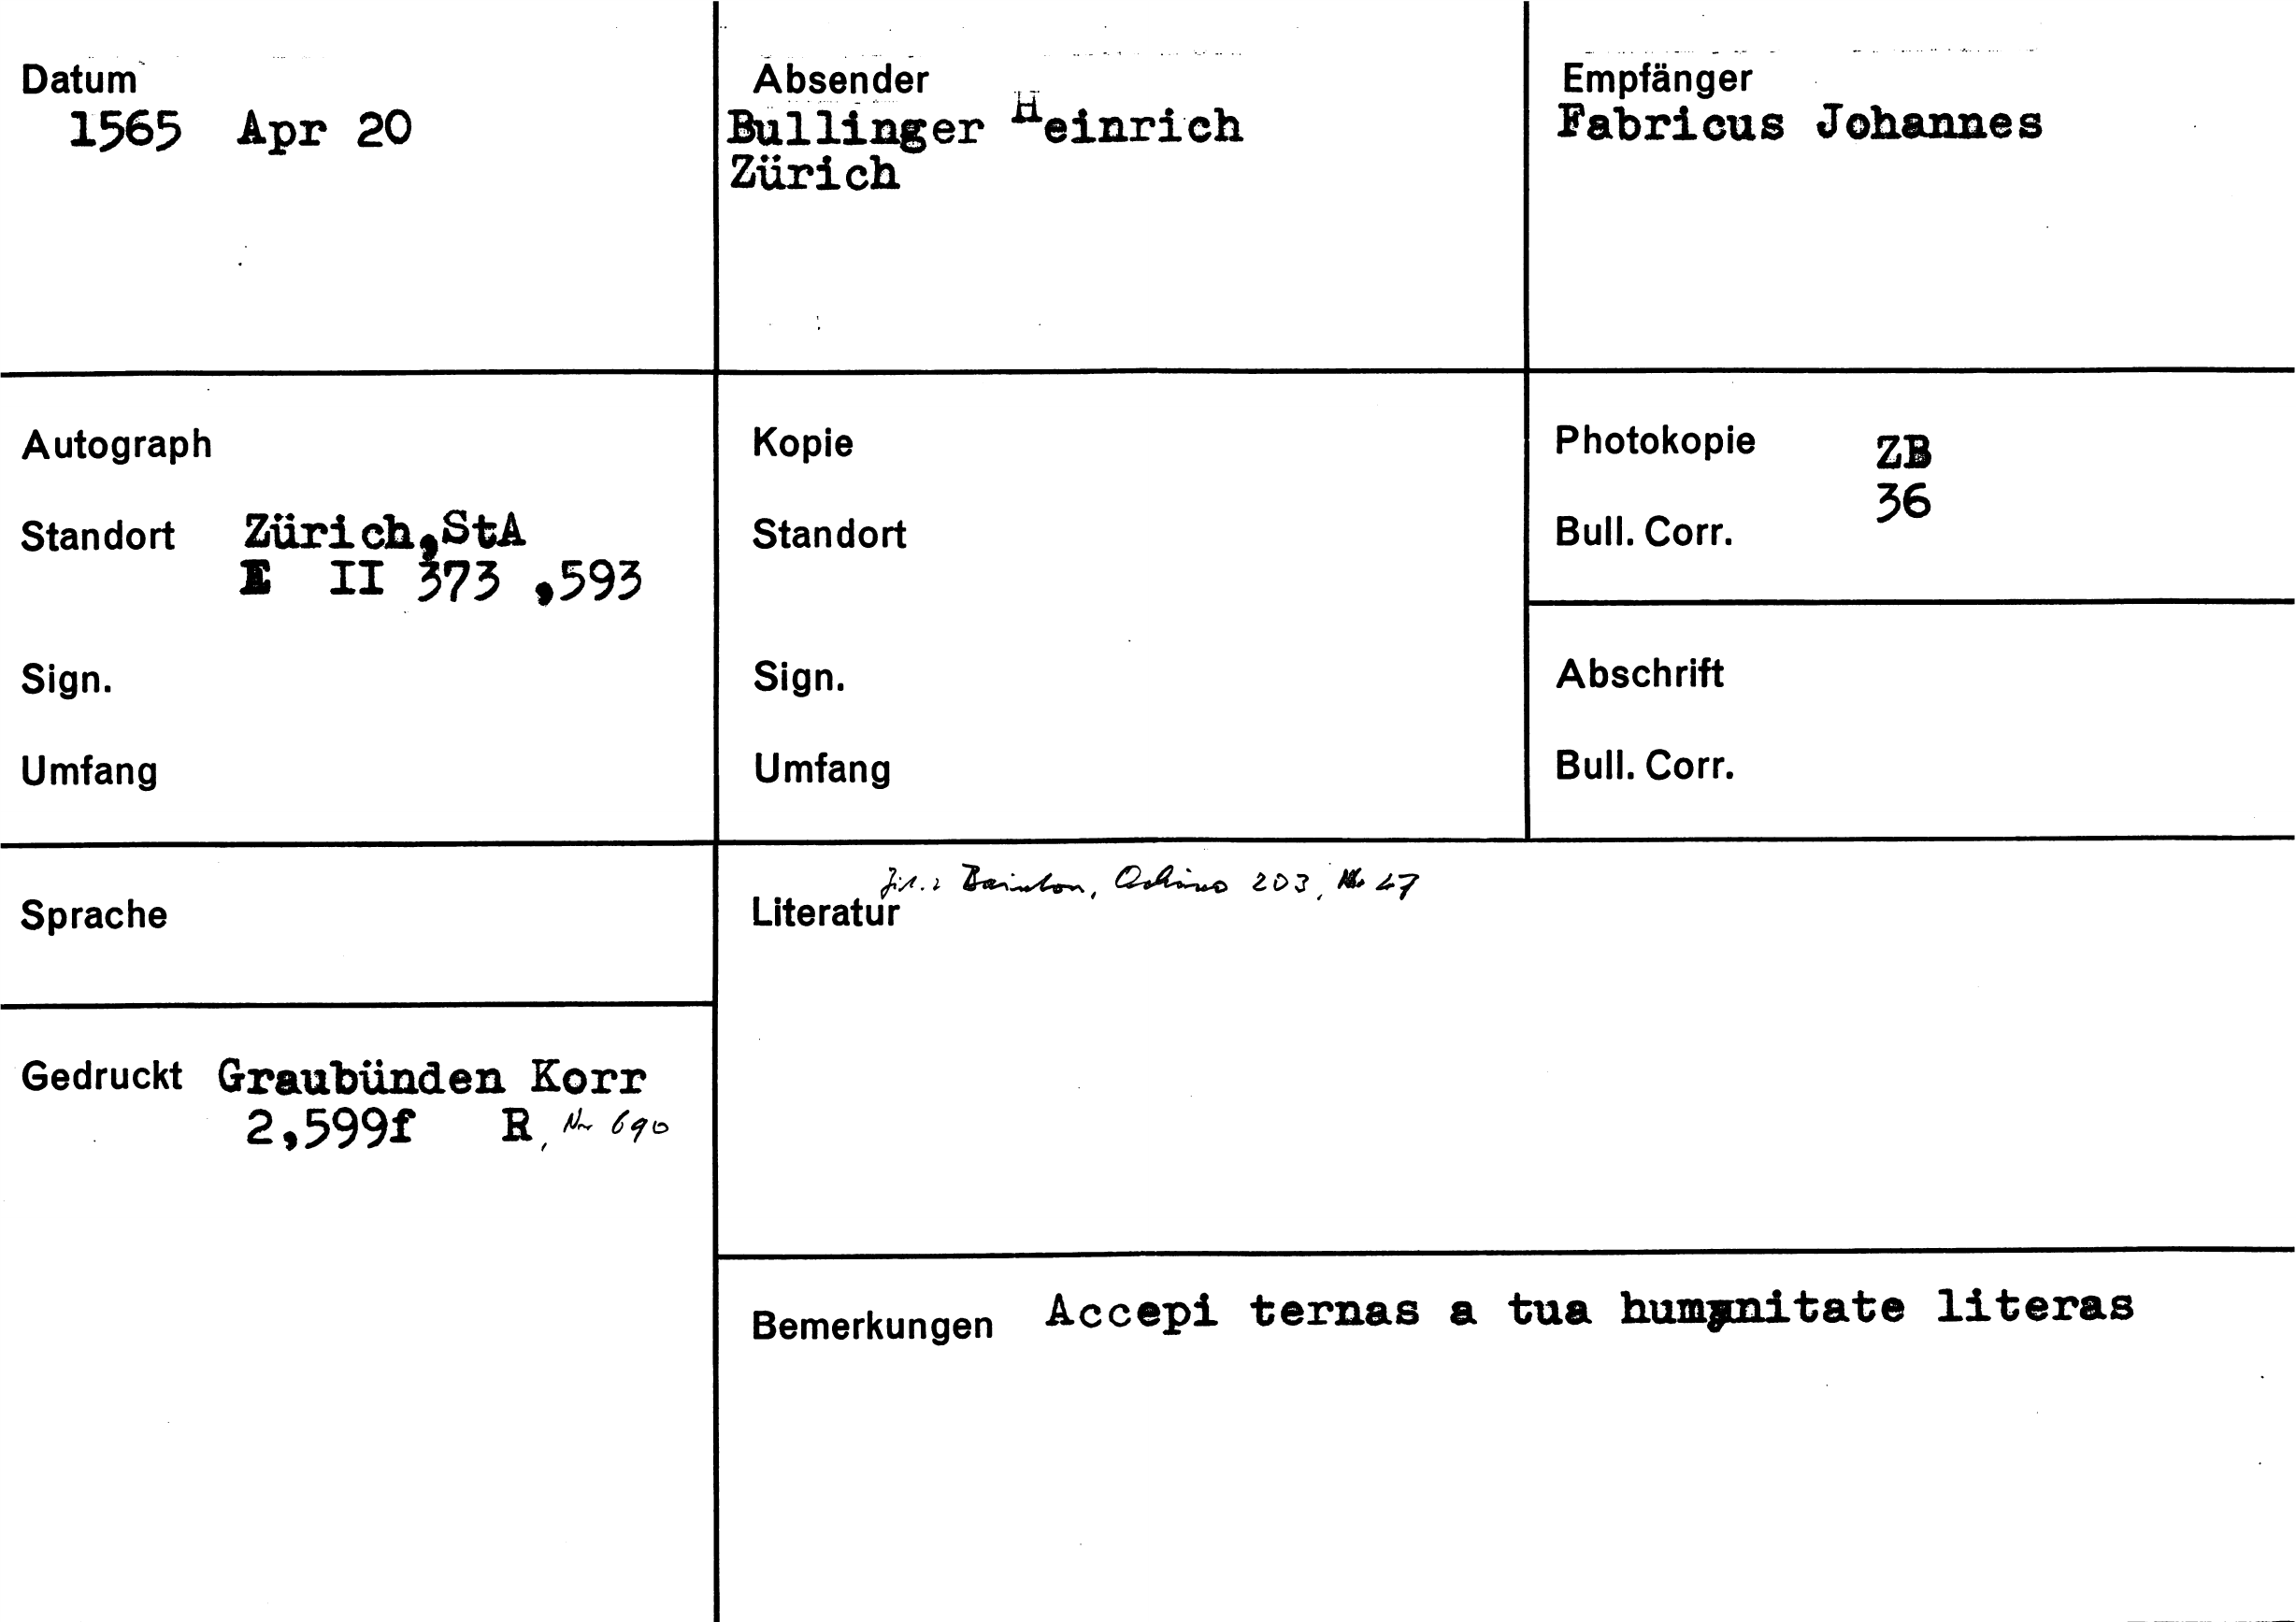 Datum
1565 Apr 20
Absender
Bullinger Heinrich
Zürich
Empfänger
Fabricus Johannes
Autograph
Standort Zürich,StA
E II 373 ,593
Sign.
Umfang
Kopie
Standort
Sign.
Umfang
Photokopie ZB
Bull. Corr. 36
Abschrift
Bull. Corr.
Sprache
Gedruckt Graubünden Korr
2,599f R, Nr 690
Zit.: Bainton, Ochino 203, 47
Literatur
Bemerkungen Accepi ternas a tua humanitate literas